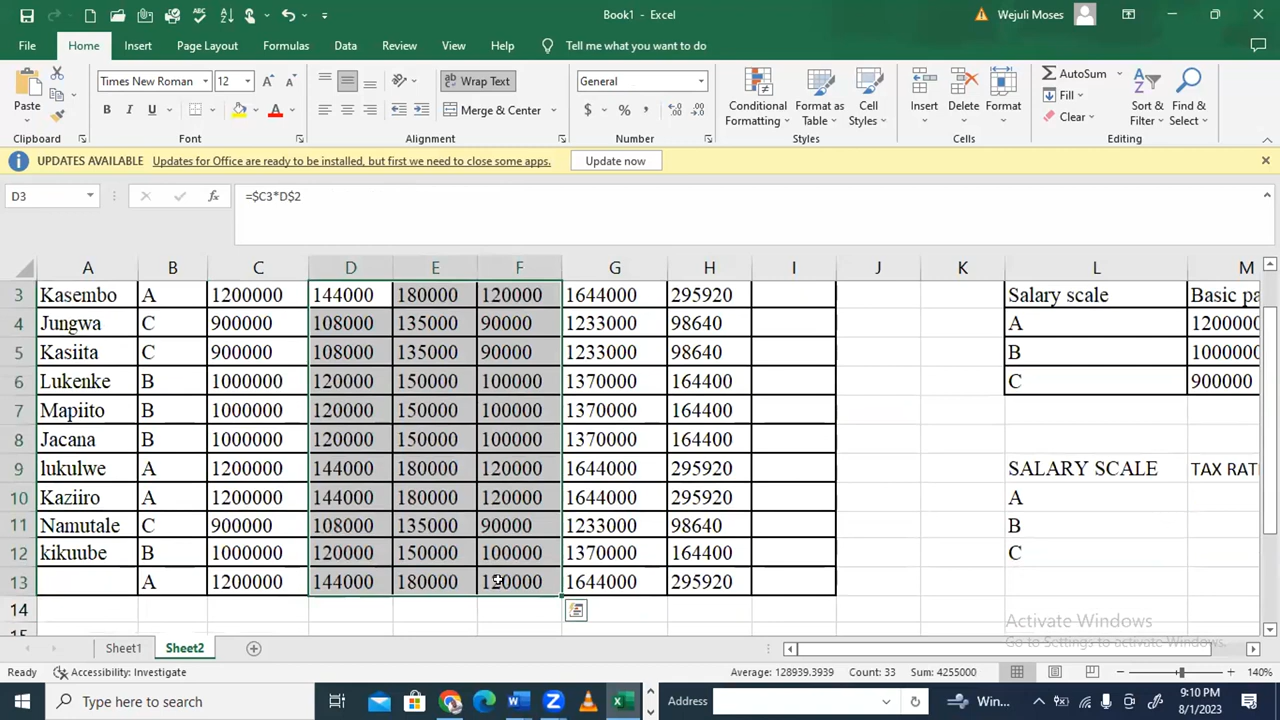 Book1 - Excel
Wejuli Moses
File Home Insert Page Layout Formulas Data Review View Help Tell me what you want to do
Paste
Clipboard
Times New Roman 12
B I U
Font
Wrap Text
Merge & Center
Alignment
General
$ % ,
Number
Conditional Formatting
Format as Table
Cell Styles
Styles
Insert Delete Format
Cells
AutoSum
Fill
Clear
Sort & Filter
Find & Select
Editing
UPDATES AVAILABLE Updates for Office are ready to be installed, but first we need to close some apps. Update now
D3 fx =$C3*D$2
A B C D E F G H I J K L M
3 Kasembo A 1200000 144000 180000 120000 1644000 295920 Salary scale Basic pa
4 Jungwa C 900000 108000 135000 90000 1233000 98640 A 1200000
5 Kasiita C 900000 108000 135000 90000 1233000 98640 B 1000000
6 Lukenke B 1000000 120000 150000 100000 1370000 164400 C 900000
7 Mapiito B 1000000 120000 150000 100000 1370000 164400
8 Jacana B 1000000 120000 150000 100000 1370000 164400
9 lukulwe A 1200000 144000 180000 120000 1644000 295920 SALARY SCALE TAX RAT
10 Kaziiro A 1200000 144000 180000 120000 1644000 295920 A
11 Namutale C 900000 108000 135000 90000 1233000 98640 B
12 kikuube B 1000000 120000 150000 100000 1370000 164400 C
13 A 1200000 144000 180000 120000 1644000 295920
14
15
Activate Windows
Go to Settings to activate Windows.
Sheet1 Sheet2
Ready Accessibility: Investigate Average: 128939.3939 Count: 33 Sum: 4255000 140%
Type here to search Address Win... 9:10 PM
8/1/2023